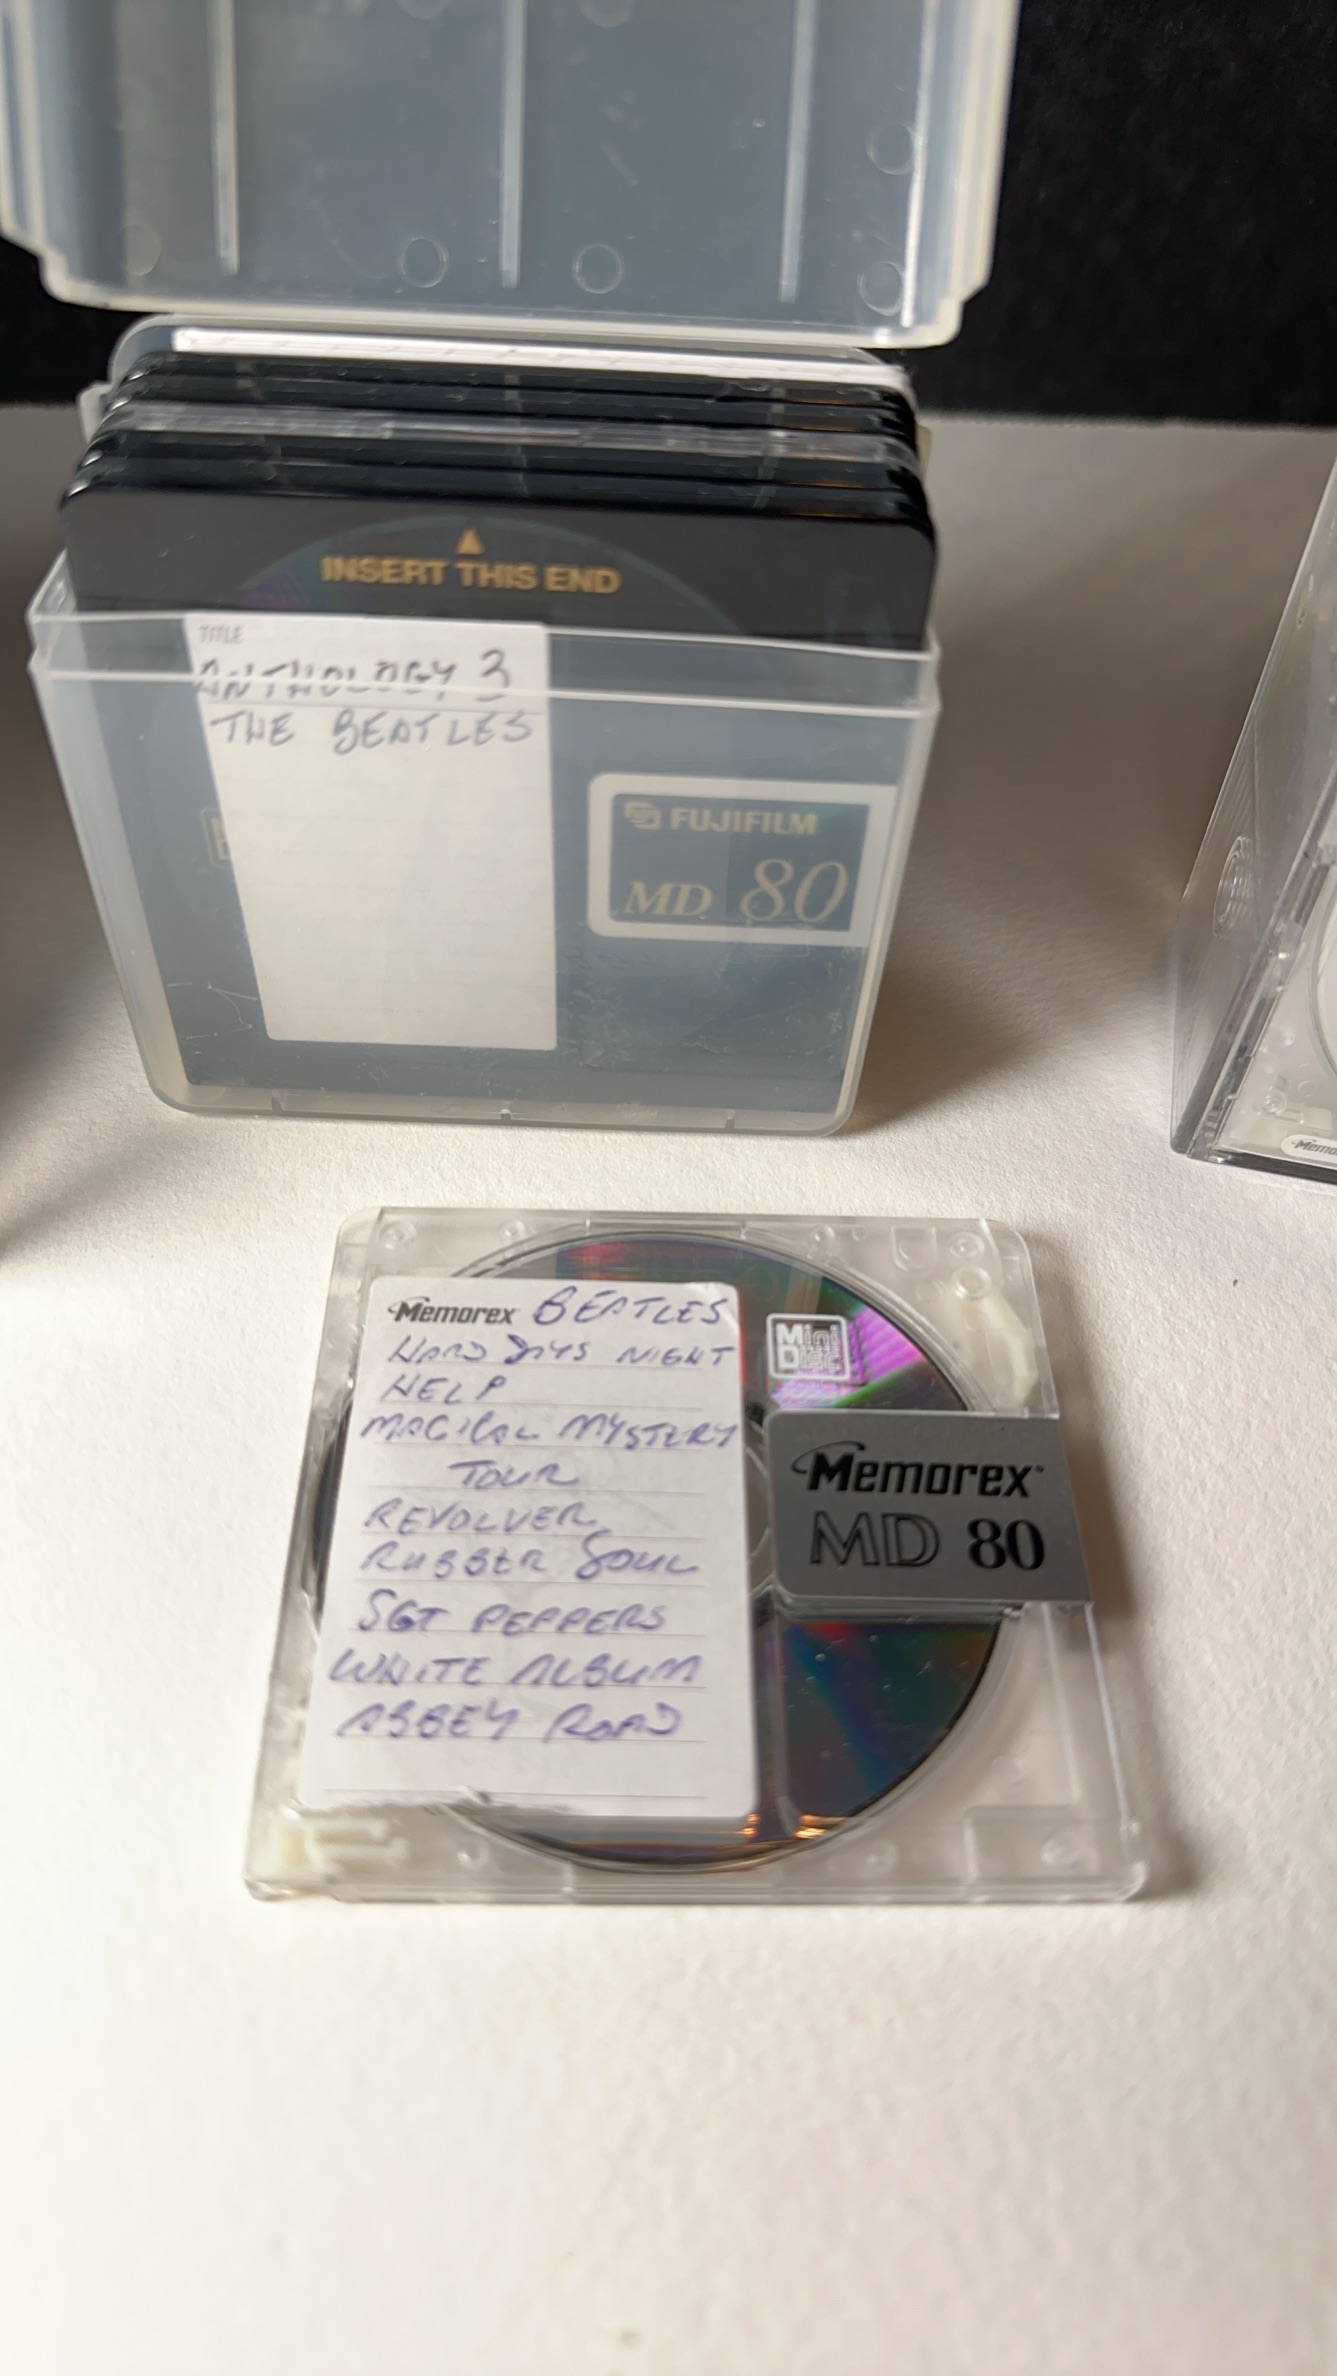 INSERT THIS END
TITLE
ANTHOLOGY 3
THE BEATLES
FUJIFILM
MD 80
Memorex BEATLES
HARD DAYS NIGHT
HELP
MAGICAL MYSTERY
TOUR
REVOLVER
RUBBER SOUL
SGT PEPPERS
WHITE ALBUM
ABBEY ROAD
MiniDisc
Memorex
MD 80